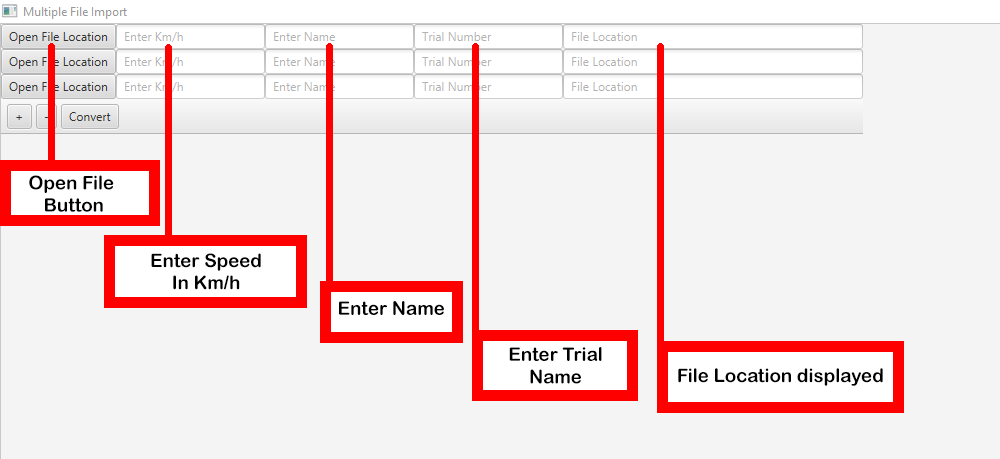 Multiple File Import
Open File Location Enter Km/h Enter Name Trial Number File Location
Open File Location Enter Km/h Enter Name Trial Number File Location
Open File Location Enter Km/h Enter Name Trial Number File Location
+ - Convert
Open File
Button
Enter Speed
In Km/h
Enter Name
Enter Trial
Name
File Location displayed